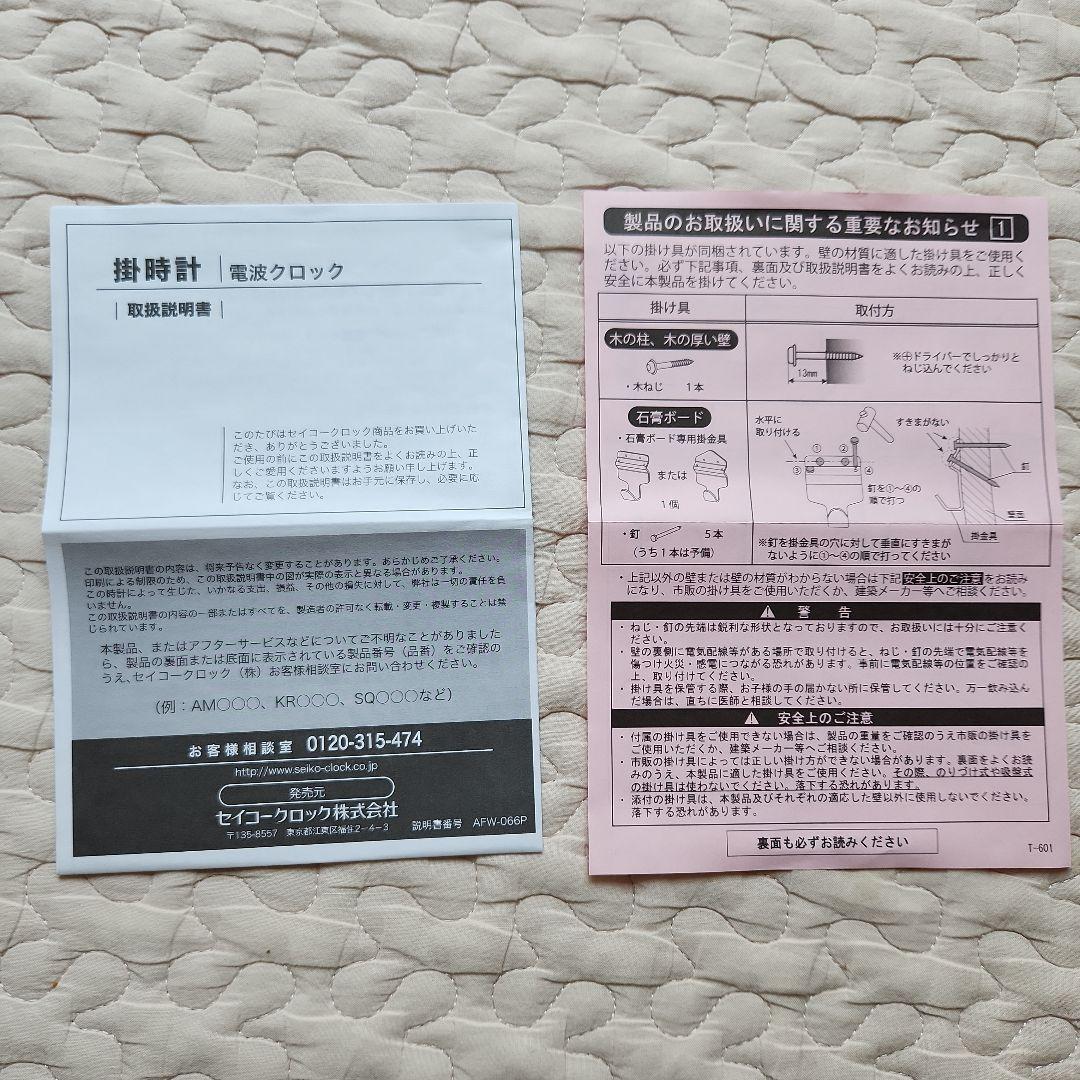 掛時計 電波クロック
取扱説明書
このたびはセイコークロック商品をお買い上げいただき、ありがとうございました。
ご使用の前にこの取扱説明書をよくお読みの上、正しくご愛用くださいますようお願い申し上げます。
なお、この取扱説明書はお手元に保存し、必要に応じてご覧ください。
この取扱説明書の内容は、将来予告なく変更することがあります。あらかじめご了承ください。
印刷による制限のため、この取扱説明書中の図が実際の表示と異なる場合があります。
この時計によって生じた、いかなる支出、損益、その他の損失に対して、弊社は一切の責任を負いません。
この取扱説明書の内容の一部またはすべてを、製造者の許可なく転載・変更・複製することは禁じられています。
本製品、またはアフターサービスなどについてご不明なことがありましたら、製品の裏面または底面に表示されている製品番号（品番）をご確認のうえ、セイコークロック（株）お客様相談室にお問い合わせください。
（例：AM○○○、KR○○○、SQ○○○など）
お客様相談室 0120-315-474
http://www.seiko-clock.co.jp
発売元
セイコークロック株式会社
〒135-8557 東京都江東区福住2-4-3 説明書番号 AFW-066P
製品のお取扱いに関する重要なお知らせ 1
以下の掛け具が同梱されています。壁の材質に適した掛け具をご使用ください。必ず下記事項、裏面及び取扱説明書をよくお読みの上、正しく安全に本製品を掛けてください。
掛け具 取付方
木の柱、木の厚い壁
・木ねじ 1本
13mm
※⊕ドライバーでしっかりとねじ込んでください
石膏ボード
・石膏ボード専用掛金具
または
1個
・釘 5本
（うち1本は予備）
水平に取り付ける
① ② ③ ④
釘を①〜④の順で打つ
すきまがない
釘
壁面
掛金具
※釘を掛金具の穴に対して垂直にすきまがないように①〜④の順で打ってください
・上記以外の壁または壁の材質がわからない場合は下記安全上のご注意をお読みになり、市販の掛け具をご使用いただくか、建築メーカー等へご相談ください。
⚠ 警 告
・ねじ・釘の先端は鋭利な形状となっておりますので、お取扱いには十分にご注意ください。
・壁の裏側に電気配線等がある場所で取り付けると、ねじ・釘の先端で電気配線等を傷つけ火災・感電につながる恐れがあります。事前に電気配線等の位置をご確認の上、取り付けてください。
・掛け具を保管する際、お子様の手の届かない所に保管してください。万一飲み込んだ場合は、直ちに医師と相談してください。
⚠ 安全上のご注意
・付属の掛け具をご使用できない場合は、製品の重量をご確認のうえ市販の掛け具をご使用いただくか、建築メーカー等へご相談ください。
・市販の掛け具によっては正しい掛け方ができない場合があります。裏面をよくお読みのうえ、本製品に適した掛け具をご使用ください。その際、のりづけ式や吸盤式の掛け具は使わないでください。落下する恐れがあります。
・添付の掛け具は、本製品及びそれぞれの適応した壁以外に使用しないでください。落下する恐れがあります。
裏面も必ずお読みください
T-601